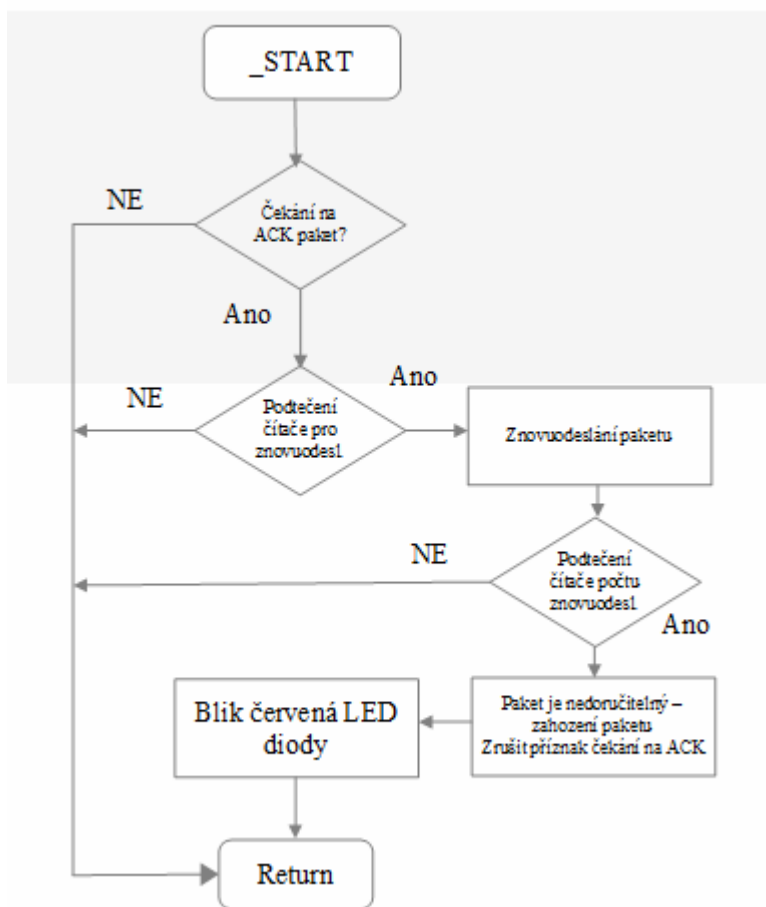 _START
NE
Čekání na
ACK paket?
Ano
NE
Podtečení
čítače pro
znovuodesl.
Ano
Znovuodeslání paketu
NE
Podtečení
čítače počtu
znovuodesl.
Ano
Paket je nedoručitelný –
zahození paketu
Zrušit příznak čekání na ACK
Blik červená LED
diody
Return